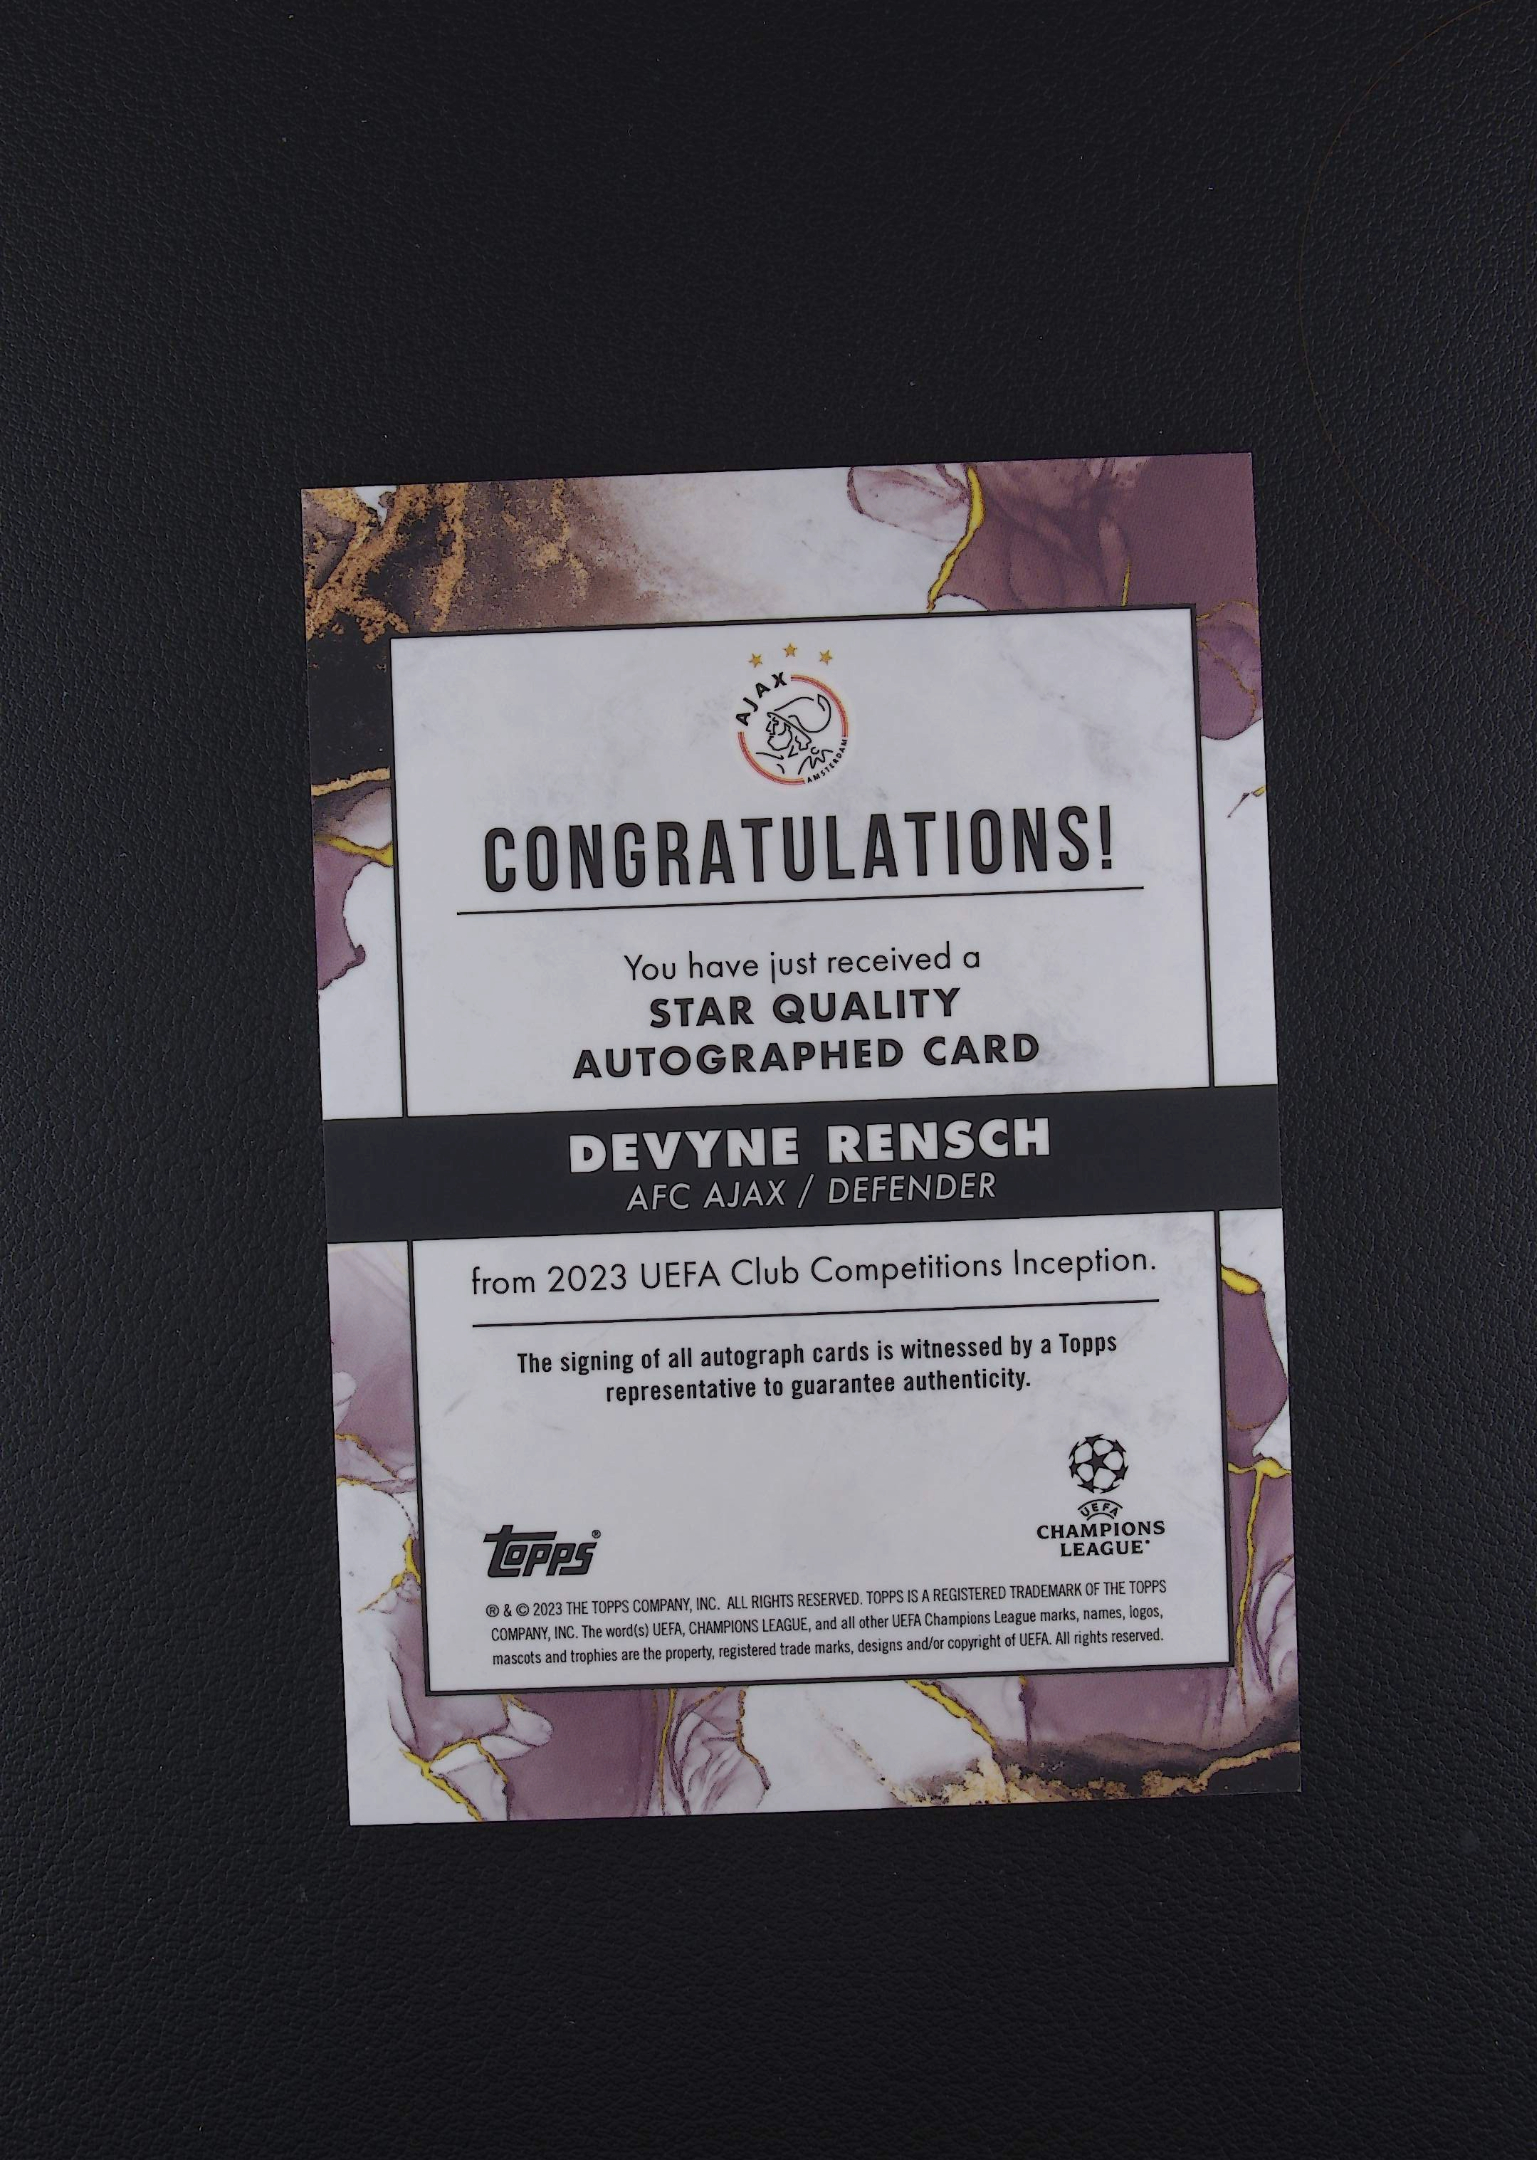 AJAX
AMSTERDAM
CONGRATULATIONS!
You have just received a
STAR QUALITY
AUTOGRAPHED CARD
DEVYNE RENSCH
AFC AJAX / DEFENDER
from 2023 UEFA Club Competitions Inception.
The signing of all autograph cards is witnessed by a Topps
representative to guarantee authenticity.
UEFA
CHAMPIONS
LEAGUE
Topps®
® & © 2023 THE TOPPS COMPANY, INC. ALL RIGHTS RESERVED. TOPPS IS A REGISTERED TRADEMARK OF THE TOPPS
COMPANY, INC. The word(s) UEFA, CHAMPIONS LEAGUE, and all other UEFA Champions League marks, names, logos,
mascots and trophies are the property, registered trade marks, designs and/or copyright of UEFA. All rights reserved.